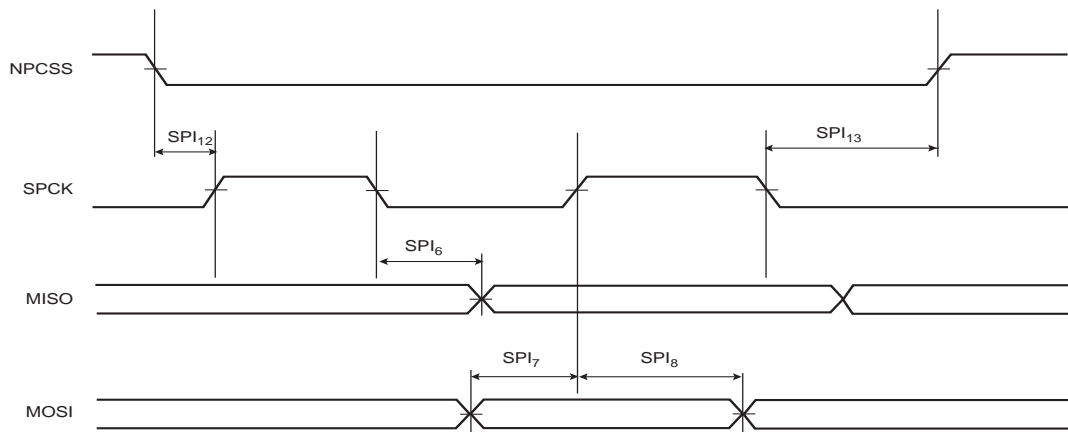 NPCSS
SPI12
SPI13
SPCK
SPI6
MISO
SPI7 SPI8
MOSI